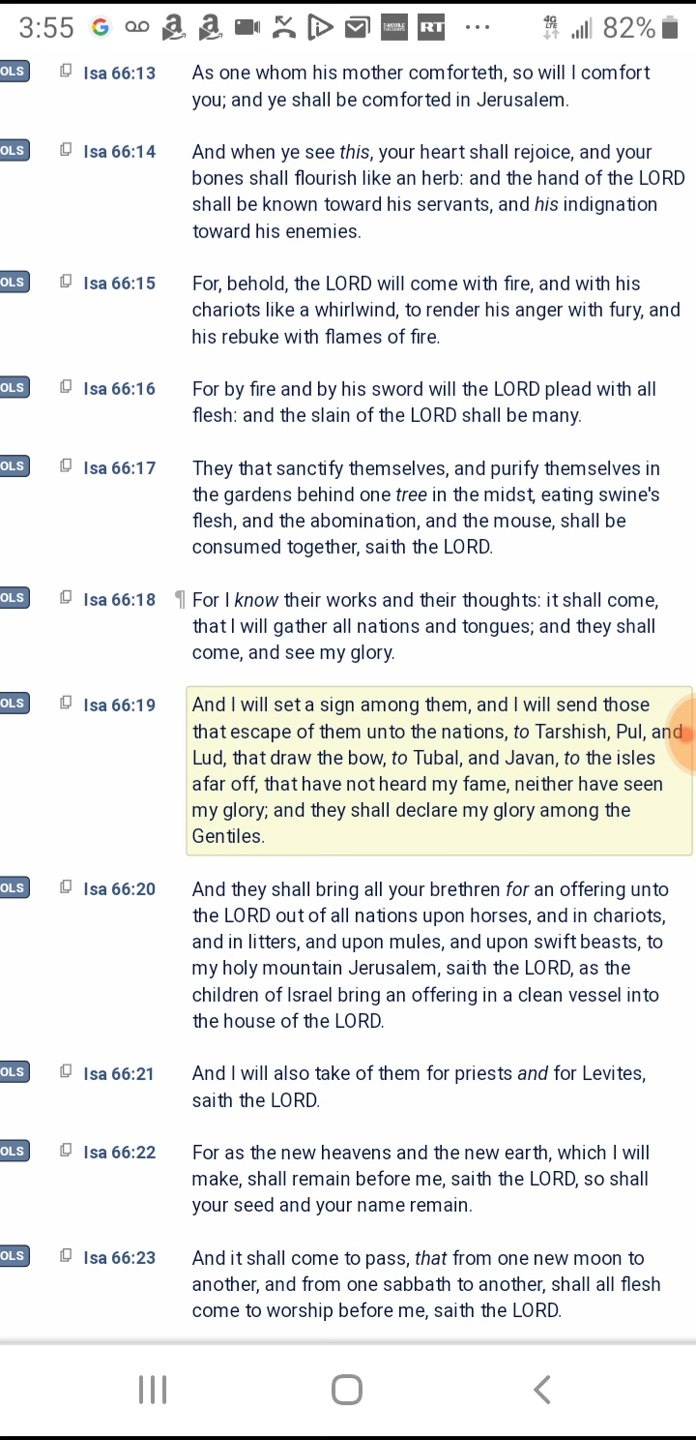 3:55
RT
4G
LTE
82%
OLS Isa 66:13 As one whom his mother comforteth, so will I comfort
you; and ye shall be comforted in Jerusalem.
OLS Isa 66:14 And when ye see this, your heart shall rejoice, and your
bones shall flourish like an herb: and the hand of the LORD
shall be known toward his servants, and his indignation
toward his enemies.
OLS Isa 66:15 For, behold, the LORD will come with fire, and with his
chariots like a whirlwind, to render his anger with fury, and
his rebuke with flames of fire.
OLS Isa 66:16 For by fire and by his sword will the LORD plead with all
flesh: and the slain of the LORD shall be many.
OLS Isa 66:17 They that sanctify themselves, and purify themselves in
the gardens behind one tree in the midst, eating swine's
flesh, and the abomination, and the mouse, shall be
consumed together, saith the LORD.
OLS Isa 66:18 ¶ For I know their works and their thoughts: it shall come,
that I will gather all nations and tongues; and they shall
come, and see my glory.
OLS Isa 66:19 And I will set a sign among them, and I will send those
that escape of them unto the nations, to Tarshish, Pul, and
Lud, that draw the bow, to Tubal, and Javan, to the isles
afar off, that have not heard my fame, neither have seen
my glory; and they shall declare my glory among the
Gentiles.
OLS Isa 66:20 And they shall bring all your brethren for an offering unto
the LORD out of all nations upon horses, and in chariots,
and in litters, and upon mules, and upon swift beasts, to
my holy mountain Jerusalem, saith the LORD, as the
children of Israel bring an offering in a clean vessel into
the house of the LORD.
OLS Isa 66:21 And I will also take of them for priests and for Levites,
saith the LORD.
OLS Isa 66:22 For as the new heavens and the new earth, which I will
make, shall remain before me, saith the LORD, so shall
your seed and your name remain.
OLS Isa 66:23 And it shall come to pass, that from one new moon to
another, and from one sabbath to another, shall all flesh
come to worship before me, saith the LORD.